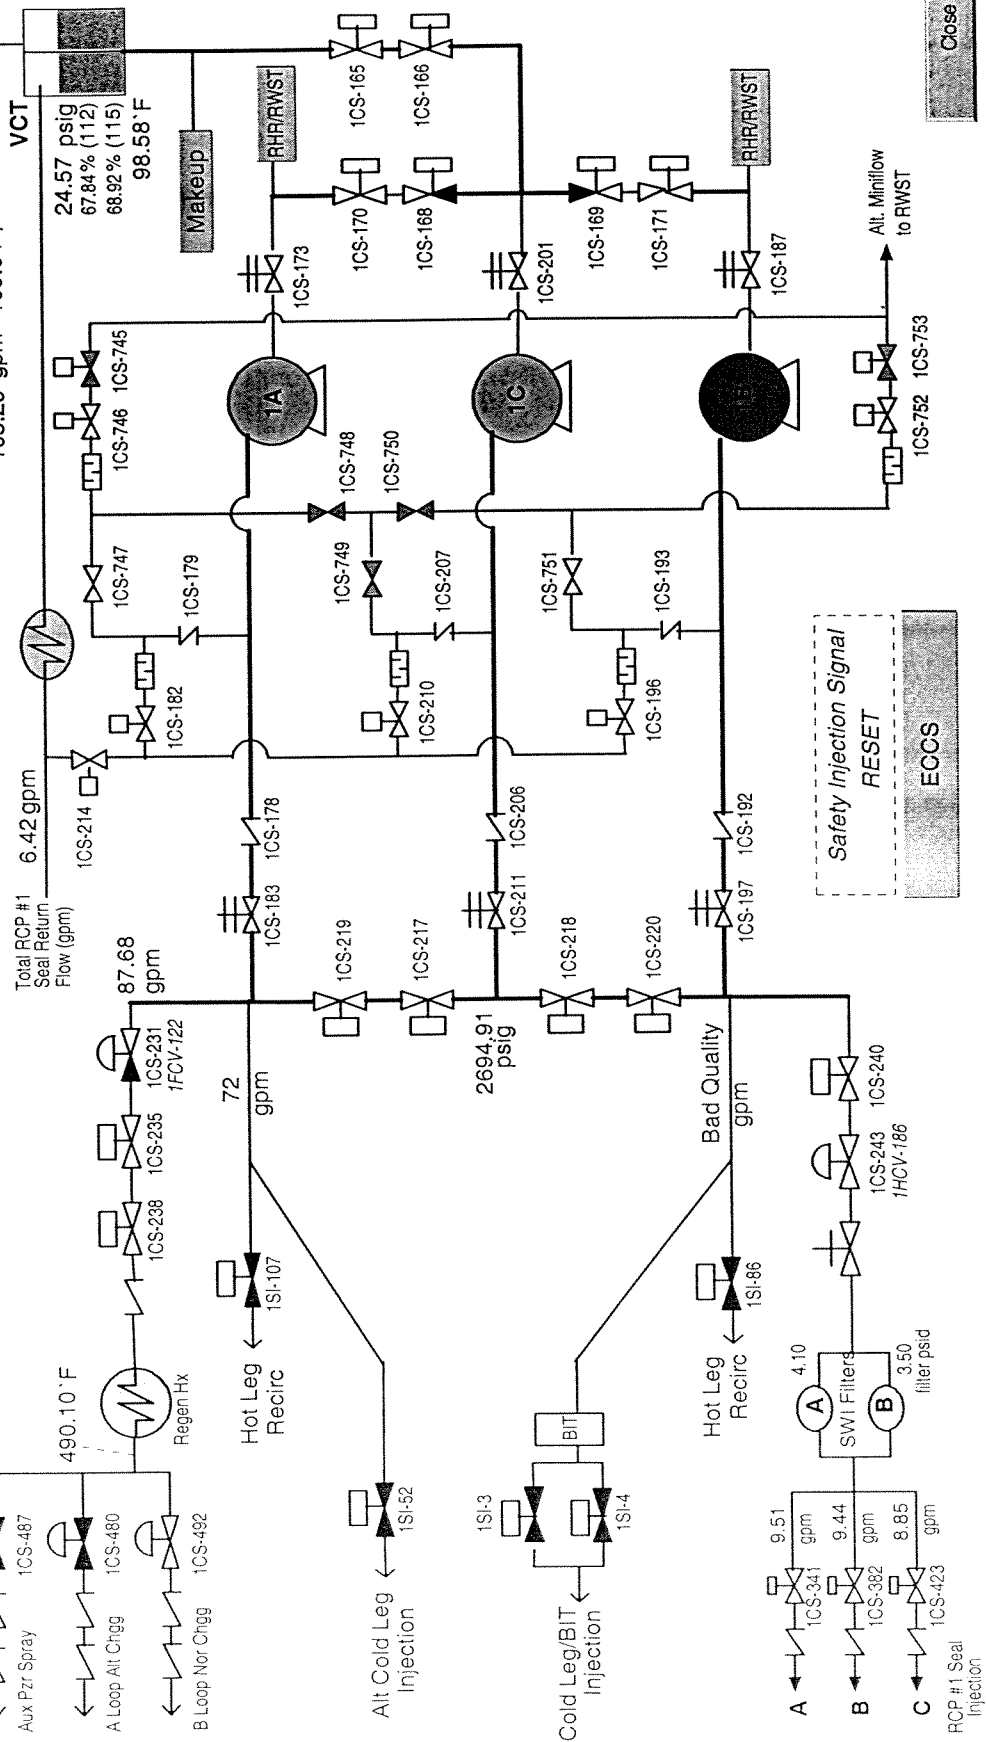 Aux Pzr Spray
1CS-487
A Loop Alt Chgg
1CS-480
B Loop Nor Chgg
1CS-492
490.10°F
Regen Hx
1CS-238
1CS-235
1CS-231
1FCV-122
87.68
gpm
Total RCP #1
Seal Return
Flow (gpm)
6.42 gpm
1CS-214
1CS-182
1CS-179
1CS-747
1CS-746
1CS-745
VCT
24.57 psig
67.84 % (112)
68.92 % (115)
98.58°F
Makeup
RHR/RWST
1CS-165
1CS-166
1CS-170
1CS-168
1CS-169
1CS-171
RHR/RWST
1CS-173
1CS-201
1CS-187
Alt. Miniflow
to RWST
1A
1C
1CS-748
1CS-750
1CS-749
1CS-207
1CS-751
1CS-193
1CS-753
1CS-752
1CS-210
1CS-196
1CS-178
1CS-183
1CS-206
1CS-211
1CS-192
1CS-197
1CS-219
1CS-217
1CS-218
1CS-220
2694.91
psig
72
gpm
Bad Quality
gpm
1SI-107
Hot Leg
Recirc
1SI-52
Alt Cold Leg
Injection
BIT
1SI-3
1SI-4
Cold Leg/BIT
Injection
1SI-86
Hot Leg
Recirc
1CS-240
1CS-243
1HCV-186
4.10
A
SWI Filters
B
3.50
filter psid
9.51
gpm
1CS-341
9.44
gpm
1CS-382
8.85
gpm
1CS-423
A
B
C
RCP #1 Seal
Injection
Safety Injection Signal
RESET
ECCS
Close